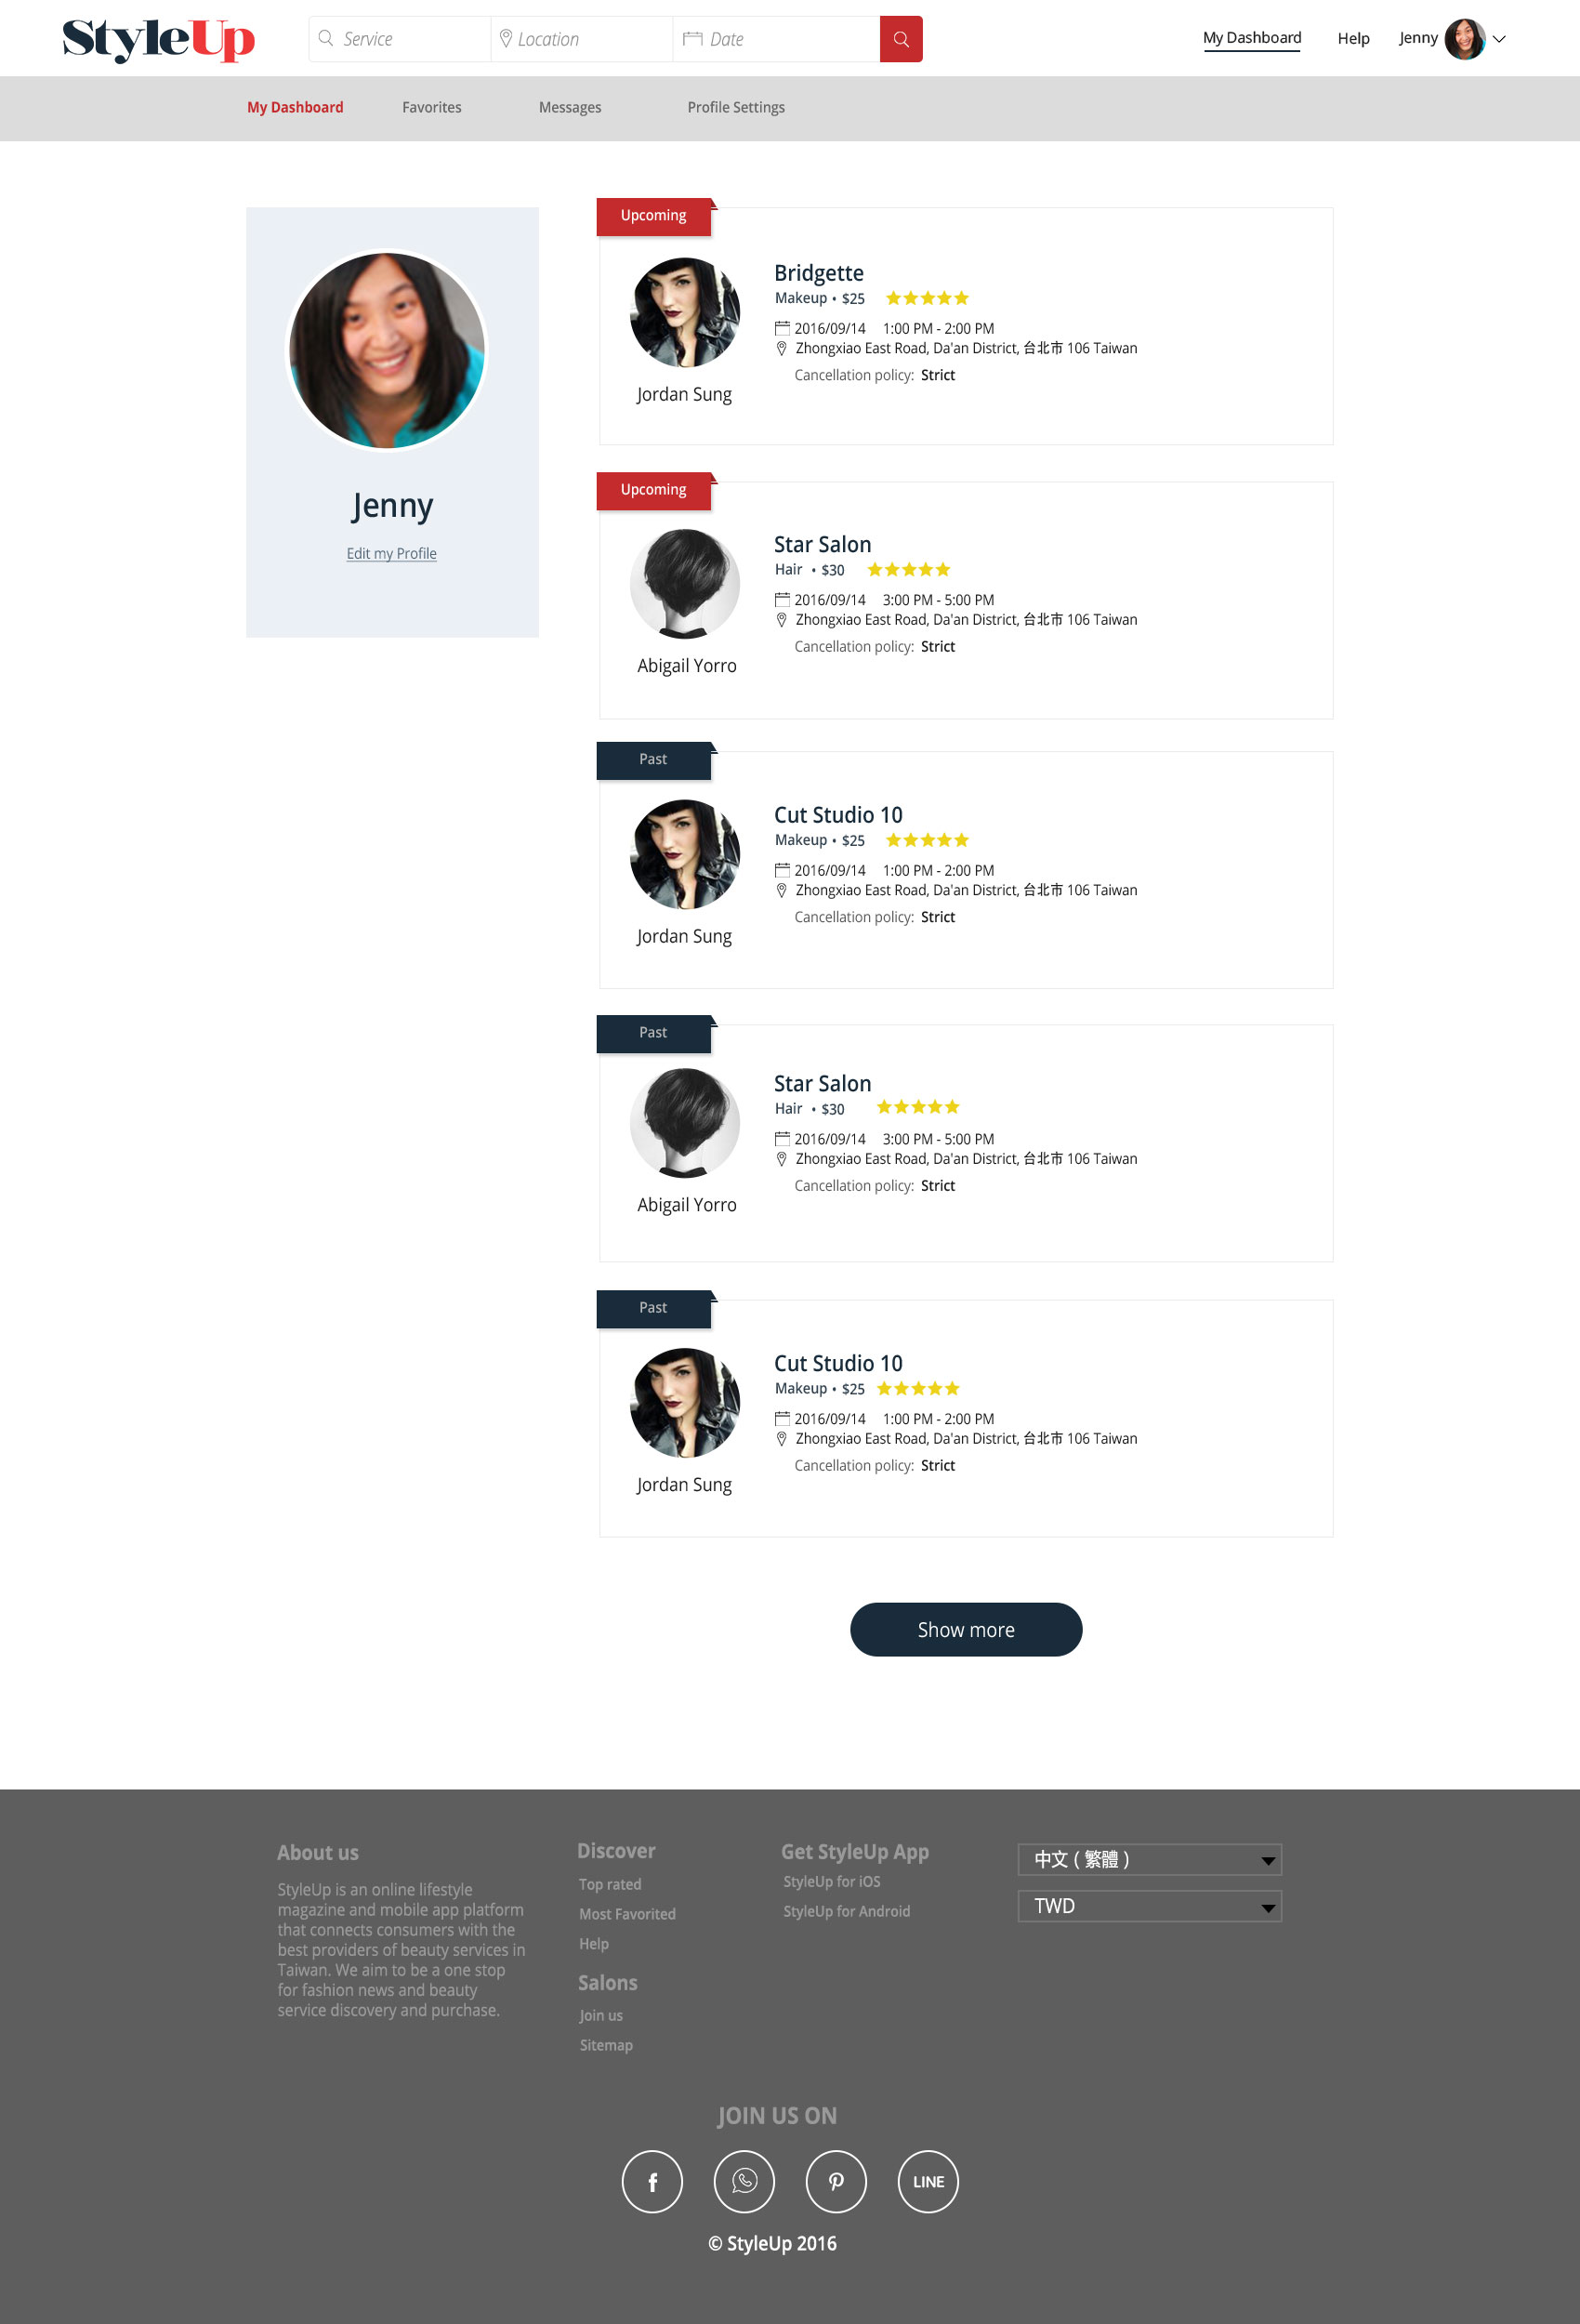 StyleUp
Service
Location
Date
My Dashboard
Help
Jenny
My Dashboard
Favorites
Messages
Profile Settings
Jenny
Edit my Profile
Upcoming
Jordan Sung
Bridgette
Makeup • $25
2016/09/14 1:00 PM - 2:00 PM
Zhongxiao East Road, Da'an District, 台北市 106 Taiwan
Cancellation policy: Strict
Upcoming
Abigail Yorro
Star Salon
Hair • $30
2016/09/14 3:00 PM - 5:00 PM
Zhongxiao East Road, Da'an District, 台北市 106 Taiwan
Cancellation policy: Strict
Past
Jordan Sung
Cut Studio 10
Makeup • $25
2016/09/14 1:00 PM - 2:00 PM
Zhongxiao East Road, Da'an District, 台北市 106 Taiwan
Cancellation policy: Strict
Past
Abigail Yorro
Star Salon
Hair • $30
2016/09/14 3:00 PM - 5:00 PM
Zhongxiao East Road, Da'an District, 台北市 106 Taiwan
Cancellation policy: Strict
Past
Jordan Sung
Cut Studio 10
Makeup • $25
2016/09/14 1:00 PM - 2:00 PM
Zhongxiao East Road, Da'an District, 台北市 106 Taiwan
Cancellation policy: Strict
Show more
About us
StyleUp is an online lifestyle
magazine and mobile app platform
that connects consumers with the
best providers of beauty services in
Taiwan. We aim to be a one stop
for fashion news and beauty
service discovery and purchase.
Discover
Top rated
Most Favorited
Help
Salons
Join us
Sitemap
Get StyleUp App
StyleUp for iOS
StyleUp for Android
中文 ( 繁體 )
TWD
JOIN US ON
LINE
© StyleUp 2016